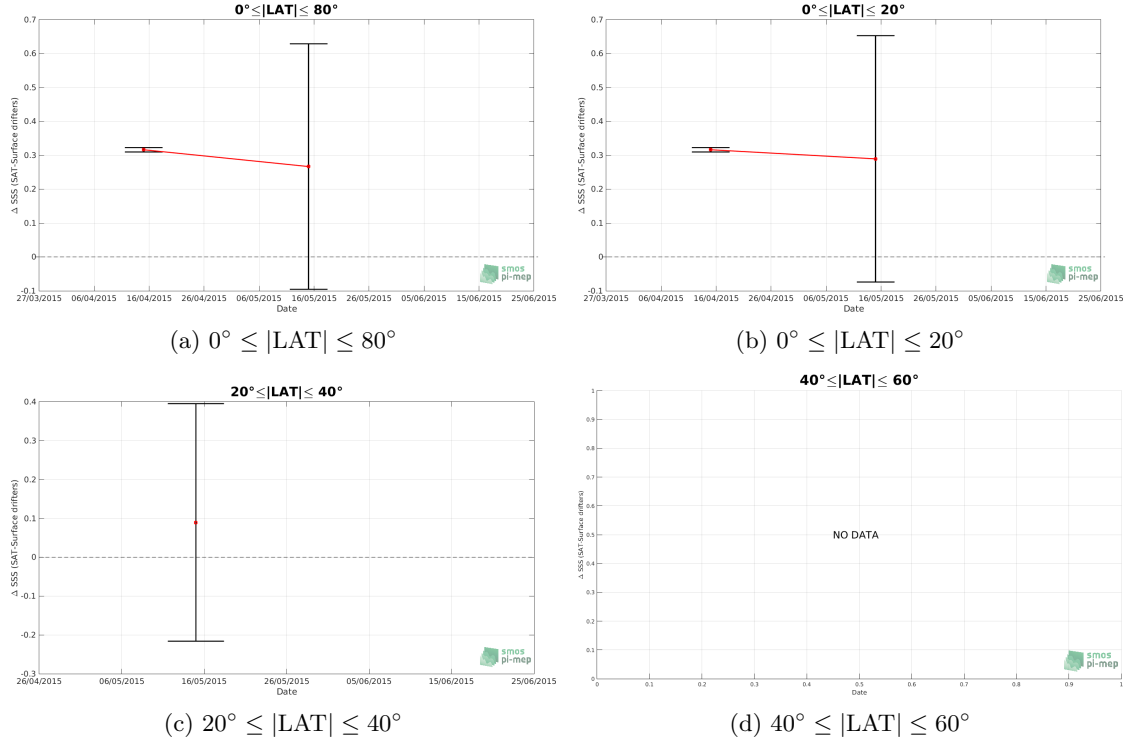 0°≤|LAT|≤ 80°
Δ SSS (SAT-Surface drifters)
0.7
0.6
0.5
0.4
0.3
0.2
0.1
0
-0.1
27/03/2015 06/04/2015 16/04/2015 26/04/2015 06/05/2015 16/05/2015 26/05/2015 05/06/2015 15/06/2015 25/06/2015
Date
smos
pi-mep
(a) 0° ≤ |LAT| ≤ 80°
0°≤|LAT|≤ 20°
Δ SSS (SAT-Surface drifters)
0.7
0.6
0.5
0.4
0.3
0.2
0.1
0
-0.1
27/03/2015 06/04/2015 16/04/2015 26/04/2015 06/05/2015 16/05/2015 26/05/2015 05/06/2015 15/06/2015 25/06/2015
Date
smos
pi-mep
(b) 0° ≤ |LAT| ≤ 20°
20°≤|LAT|≤ 40°
Δ SSS (SAT-Surface drifters)
0.4
0.3
0.2
0.1
0
-0.1
-0.2
-0.3
26/04/2015 06/05/2015 16/05/2015 26/05/2015 05/06/2015 15/06/2015 25/06/2015
Date
smos
pi-mep
(c) 20° ≤ |LAT| ≤ 40°
40°≤|LAT|≤ 60°
Δ SSS (SAT-Surface drifters)
1
0.9
0.8
0.7
0.6
0.5
0.4
0.3
0.2
0.1
0
NO DATA
0 0.1 0.2 0.3 0.4 0.5 0.6 0.7 0.8 0.9 1
Date
smos
pi-mep
(d) 40° ≤ |LAT| ≤ 60°